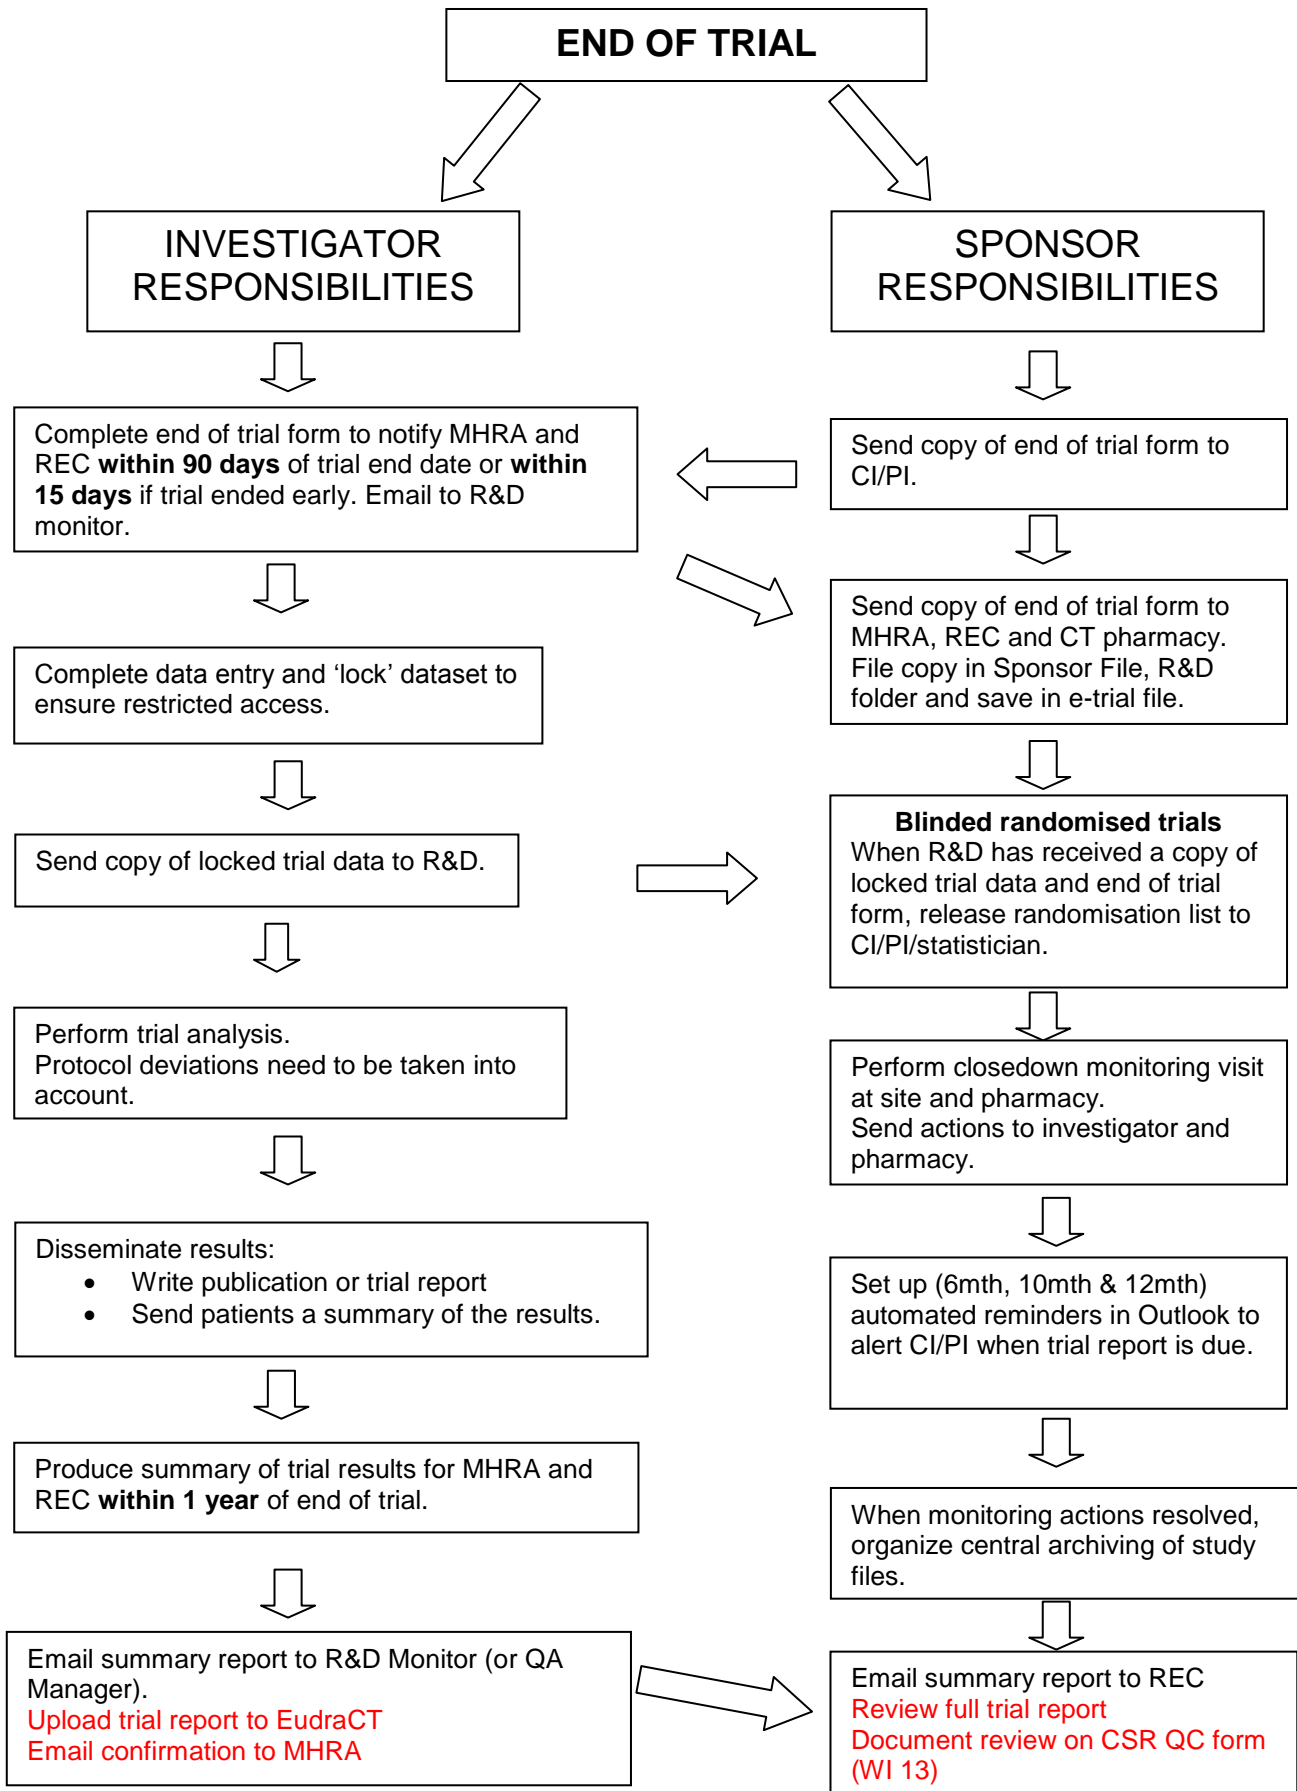 END OF TRIAL
INVESTIGATOR
RESPONSIBILITIES
SPONSOR
RESPONSIBILITIES
Complete end of trial form to notify MHRA and
REC within 90 days of trial end date or within
15 days if trial ended early. Email to R&D
monitor.
Send copy of end of trial form to
CI/PI.
Send copy of end of trial form to
MHRA, REC and CT pharmacy.
File copy in Sponsor File, R&D
folder and save in e-trial file.
Complete data entry and ‘lock’ dataset to
ensure restricted access.
Send copy of locked trial data to R&D.
Blinded randomised trials
When R&D has received a copy of
locked trial data and end of trial
form, release randomisation list to
CI/PI/statistician.
Perform trial analysis.
Protocol deviations need to be taken into
account.
Perform closedown monitoring visit
at site and pharmacy.
Send actions to investigator and
pharmacy.
Disseminate results:
• Write publication or trial report
• Send patients a summary of the results.
Set up (6mth, 10mth & 12mth)
automated reminders in Outlook to
alert CI/PI when trial report is due.
Produce summary of trial results for MHRA and
REC within 1 year of end of trial.
When monitoring actions resolved,
organize central archiving of study
files.
Email summary report to R&D Monitor (or QA
Manager).
Upload trial report to EudraCT
Email confirmation to MHRA
Email summary report to REC
Review full trial report
Document review on CSR QC form
(WI 13)